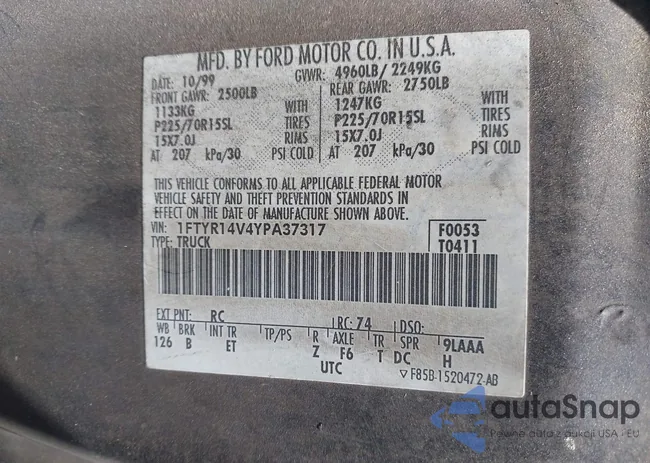 MFD. BY FORD MOTOR CO. IN U.S.A.
DATE: 10/99 GVWR: 4960LB/ 2249KG
FRONT GAWR: 2500LB REAR GAWR: 2750LB
1133KG WITH 1247KG WITH
P225/70R15SL TIRES P225/70R15SL TIRES
15X7.0J RIMS 15X7.0J RIMS
AT 207 kPa/30 PSI COLD AT 207 kPa/30 PSI COLD
THIS VEHICLE CONFORMS TO ALL APPLICABLE FEDERAL MOTOR
VEHICLE SAFETY AND THEFT PREVENTION STANDARDS IN
EFFECT ON THE DATE OF MANUFACTURE SHOWN ABOVE.
VIN: 1FTYR14V4YPA37317 F0053
TYPE: TRUCK T0411
EXT PNT: RC RC: 74 DSO:
WB BRK INT TR TP/PS R AXLE TR SPR 9LAAA
126 B ET Z F6 T DC H
UTC F85B-1520472-AB
autaSnap
Pewne auto z aukcji USA - EU